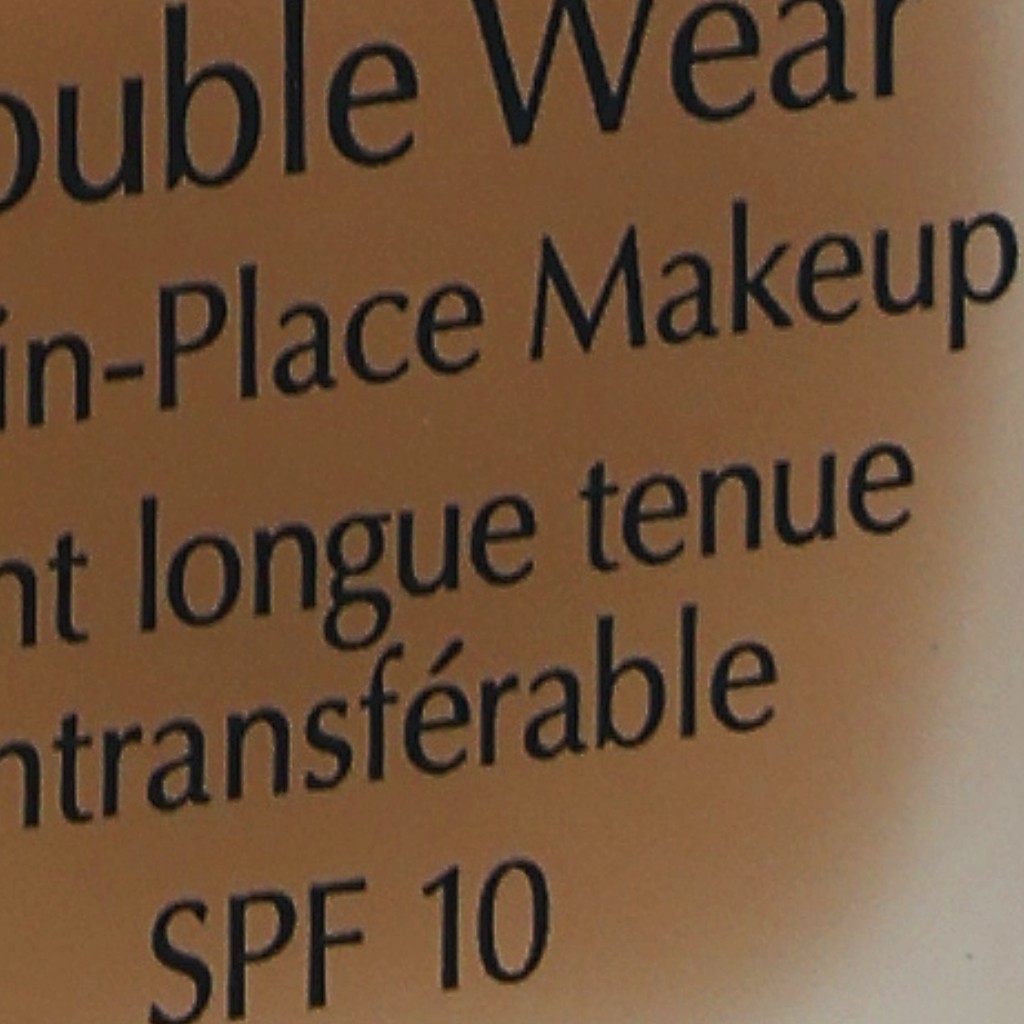 ouble Wear
in-Place Makeup
nt longue tenue
ntransférable
SPF 10